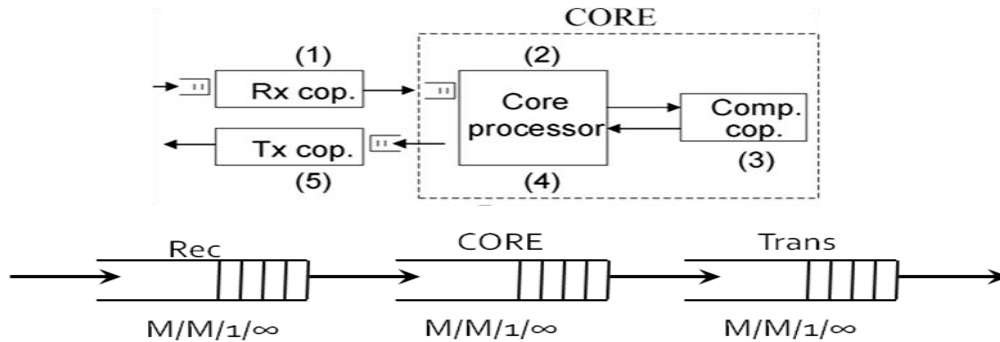 CORE
(1)
(2)
Rx cop.
Core
processor
Comp.
cop.
Tx cop.
(3)
(5)
(4)
Rec
CORE
Trans
M/M/1/∞
M/M/1/∞
M/M/1/∞